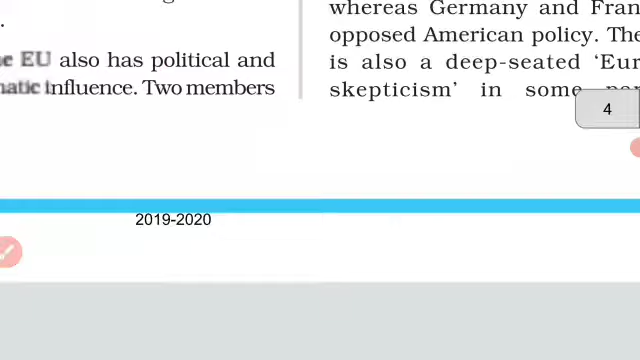 .
EU also has political and
influence. Two members
whereas Germany and Fran
opposed American policy. The
is also a deep-seated ‘Eur
skepticism’ in some
4
2019-2020